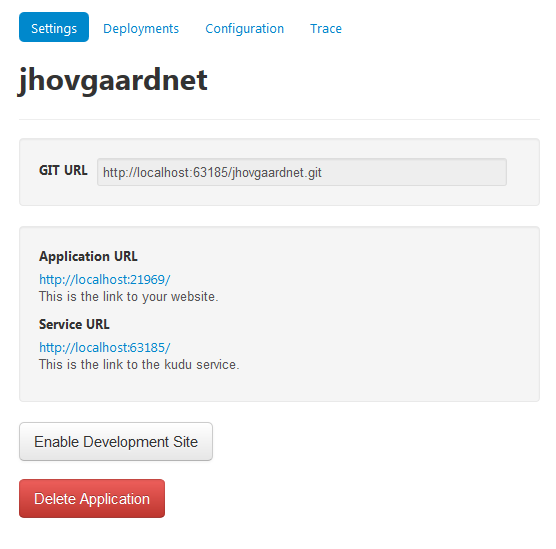 Settings Deployments Configuration Trace
jhovgaardnet
GIT URL http://localhost:63185/jhovgaardnet.git
Application URL
http://localhost:21969/
This is the link to your website.
Service URL
http://localhost:63185/
This is the link to the kudu service.
Enable Development Site
Delete Application